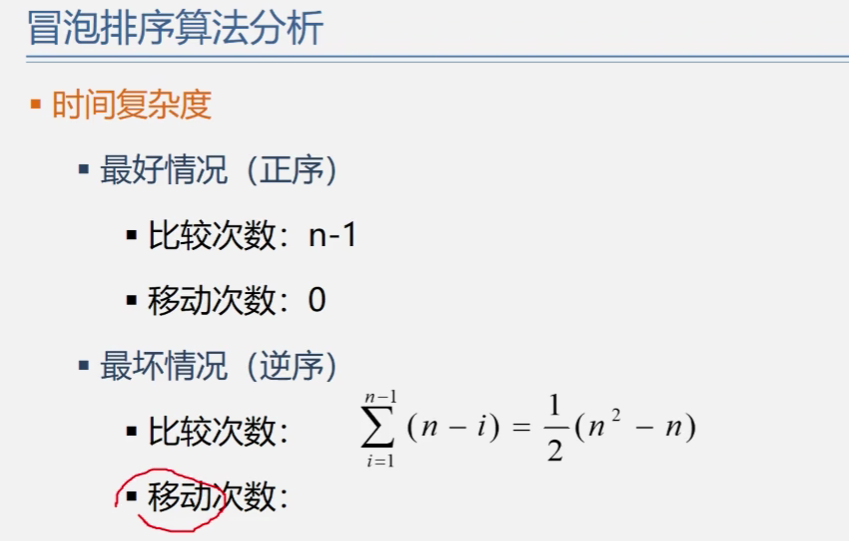 冒泡排序算法分析
▪ 时间复杂度
▪ 最好情况（正序）
▪ 比较次数：n-1
▪ 移动次数：0
▪ 最坏情况（逆序）
▪ 比较次数： \sum_{i=1}^{n-1} (n - i) = \frac{1}{2}(n^2 - n)
▪ 移动次数：